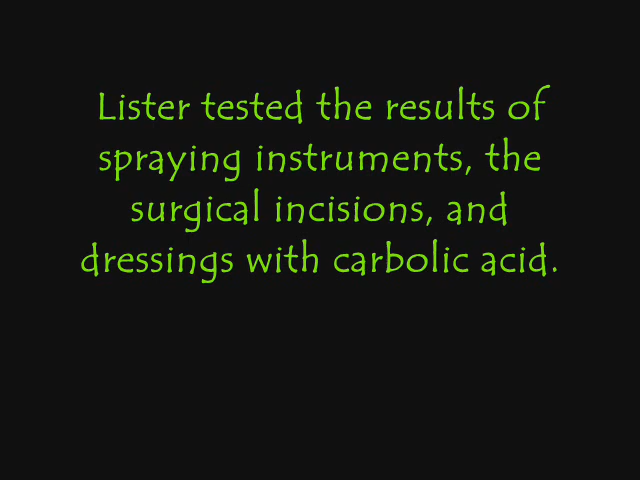 Lister tested the results of
spraying instruments, the
surgical incisions, and
dressings with carbolic acid.